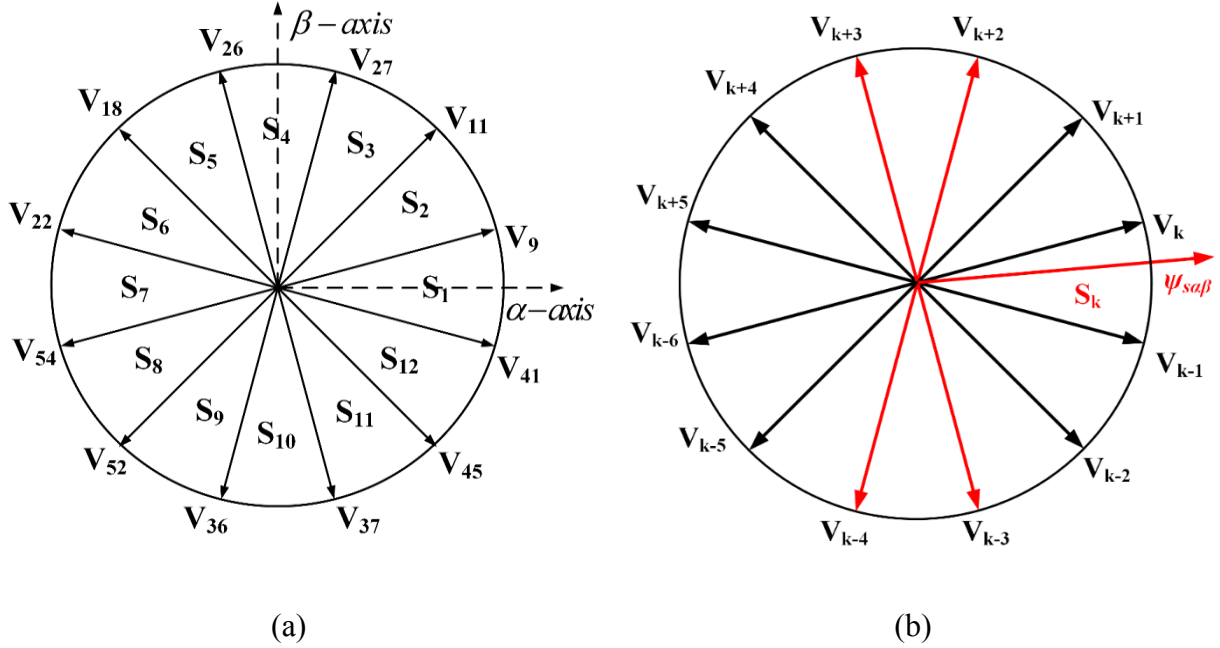 β – axis
V26
V27
V18
V11
S4
S5
S3
S6
S2
V22
V9
S7
S1
α – axis
V54
S8
S12
V41
S9
S10
S11
V52
V45
V36
V37
(a)
Vk+3
Vk+2
Vk+4
Vk+1
Vk+5
Vk
ψsαβ
Sk
Vk-6
Vk-1
Vk-5
Vk-2
Vk-4
Vk-3
(b)